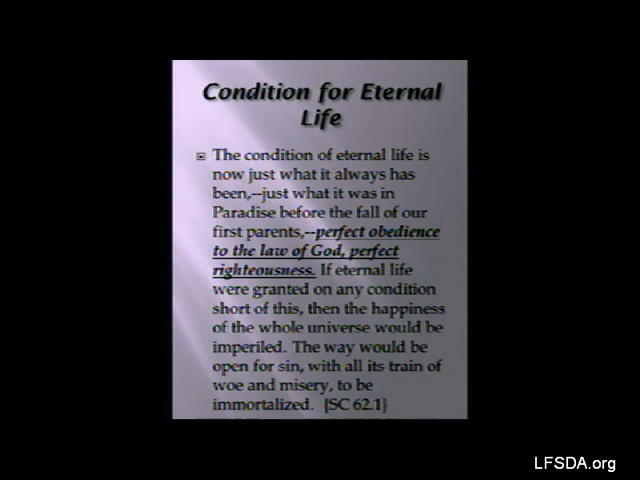 Condition for Eternal
Life
The condition of eternal life is
now just what it always has
been,--just what it was in
Paradise before the fall of our
first parents,--perfect obedience
to the law of God, perfect
righteousness. If eternal life
were granted on any condition
short of this, then the happiness
of the whole universe would be
imperiled. The way would be
open for sin, with all its train of
woe and misery, to be
immortalized. {SC 62.1}
LFSDA.org